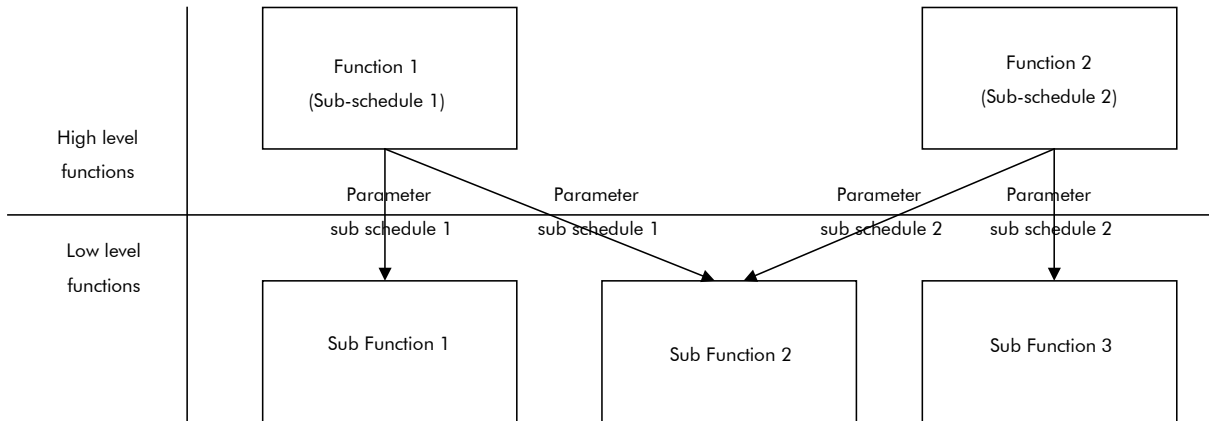 Function 1
(Sub-schedule 1)
Function 2
(Sub-schedule 2)
High level
functions
Parameter
sub schedule 1
Parameter
sub schedule 1
Parameter
sub schedule 2
Parameter
sub schedule 2
Low level
functions
Sub Function 1
Sub Function 2
Sub Function 3